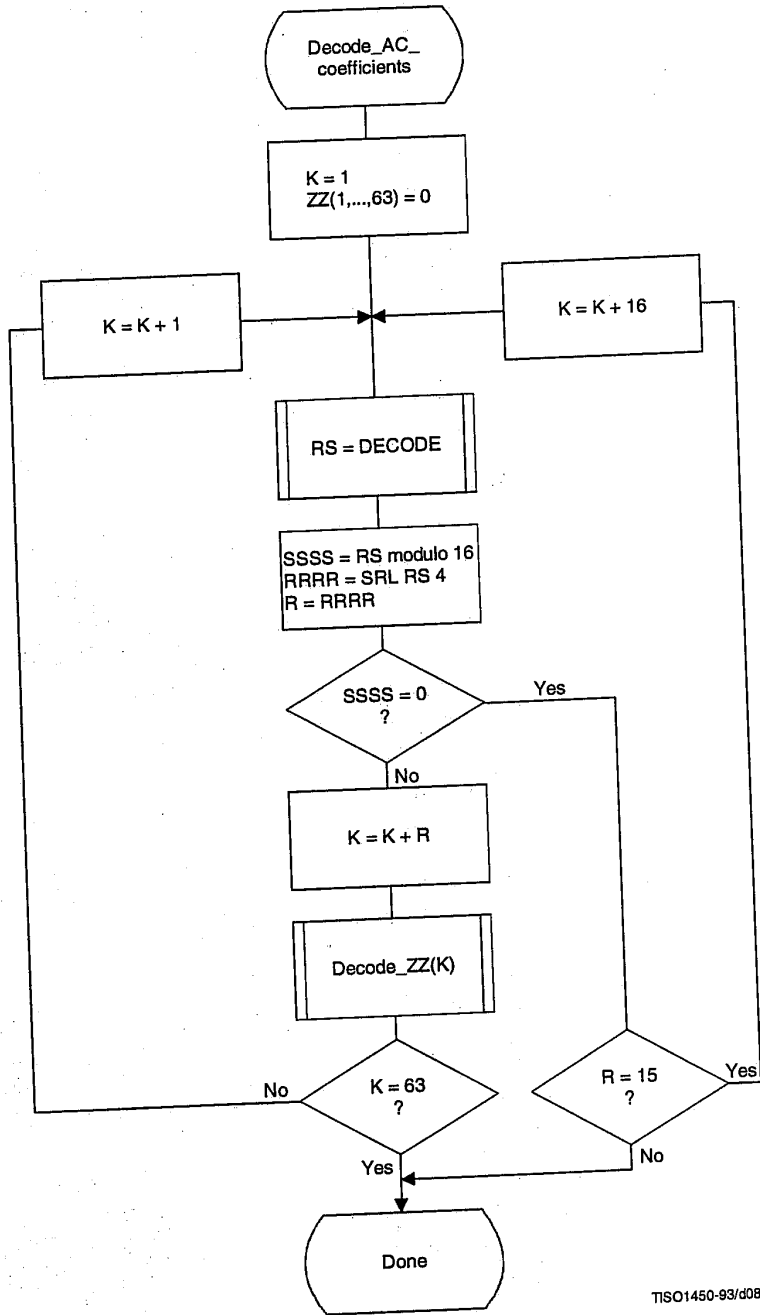 Decode_AC_
coefficients
K = 1
ZZ(1,...,63) = 0
K = K + 1
K = K + 16
RS = DECODE
SSSS = RS modulo 16
RRRR = SRL RS 4
R = RRRR
SSSS = 0
?
Yes
No
K = K + R
Decode_ZZ(K)
No
K = 63
?
R = 15
?
Yes
Yes
No
Done
TISO1450-93/d08